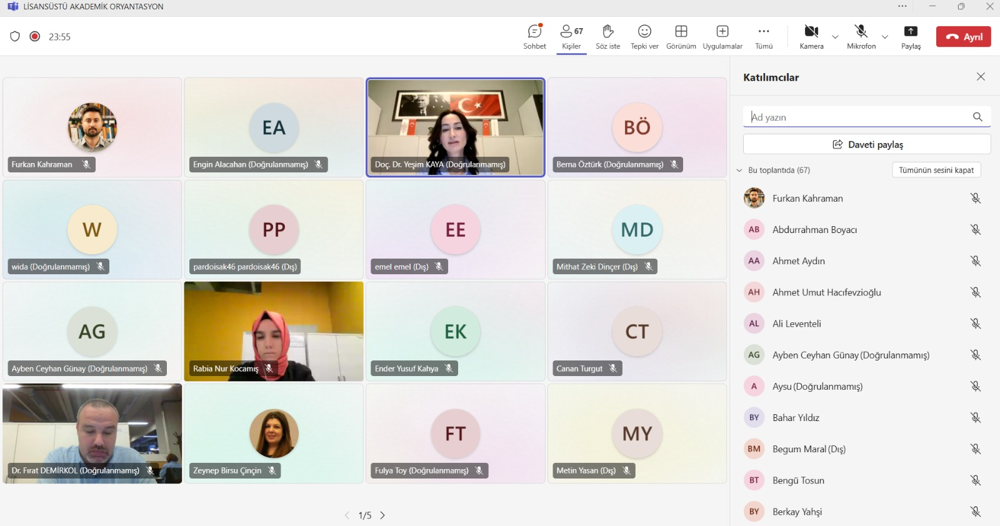 LİSANSÜSTÜ AKADEMİK ORYANTASYON
23:55
Sohbet
67
Kişiler
Söz iste
Tepki ver
Görünüm
Uygulamalar
Tümü
Kamera
Mikrofon
Paylaş
Ayrıl
Furkan Kahraman
EA
Engin Alacahan (Doğrulanmamış)
Doç. Dr. Yeşim KAYA (Doğrulanmamış)
BÖ
Berna Öztürk (Doğrulanmamış)
W
wida (Doğrulanmamış)
PP
pardoisak46 pardoisak46 (Dış)
EE
emel emel (Dış)
MD
Mithat Zeki Dinçer (Dış)
AG
Ayben Ceyhan Günay (Doğrulanmamış)
Rabia Nur Kocamış
EK
Ender Yusuf Kahya
CT
Canan Turgut
Dr. Fırat DEMİRKOL (Doğrulanmamış)
Zeynep Birsu Çinçin
FT
Fulya Toy (Doğrulanmamış)
MY
Metin Yasan (Dış)
1/5
Katılımcılar
Ad yazın
Daveti paylaş
Bu toplantıda (67)
Tümünün sesini kapat
Furkan Kahraman
AB Abdurrahman Boyacı
AA Ahmet Aydın
AH Ahmet Umut Hacıfevzioğlu
AL Ali Leventeli
AG Ayben Ceyhan Günay (Doğrulanmamış)
A Aysu (Doğrulanmamış)
BY Bahar Yıldız
BM Begum Maral (Dış)
BT Bengü Tosun
BY Berkay Yahşi